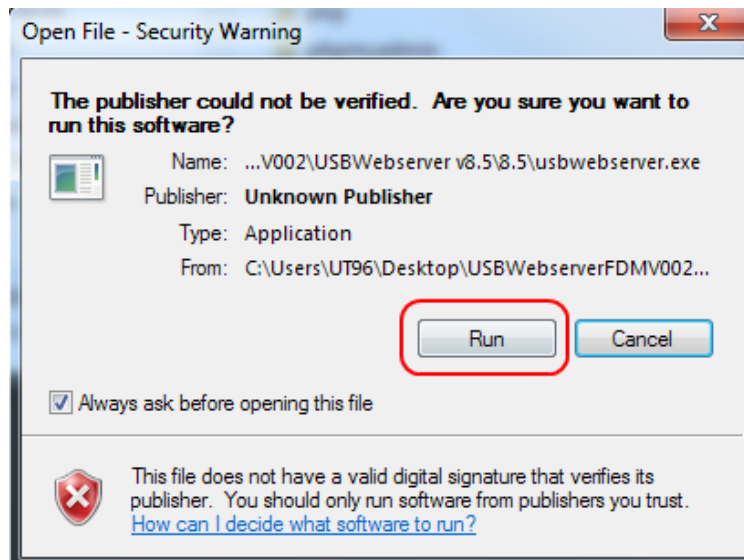 Open File - Security Warning
The publisher could not be verified.  Are you sure you want to
run this software?
Name: ...V002\USBWebserver v8.5\8.5\usbwebserver.exe
Publisher: Unknown Publisher
Type: Application
From: C:\Users\UT96\Desktop\USBWebserverFDMV002...
Run Cancel
Always ask before opening this file
This file does not have a valid digital signature that verifies its
publisher.  You should only run software from publishers you trust.
How can I decide what software to run?